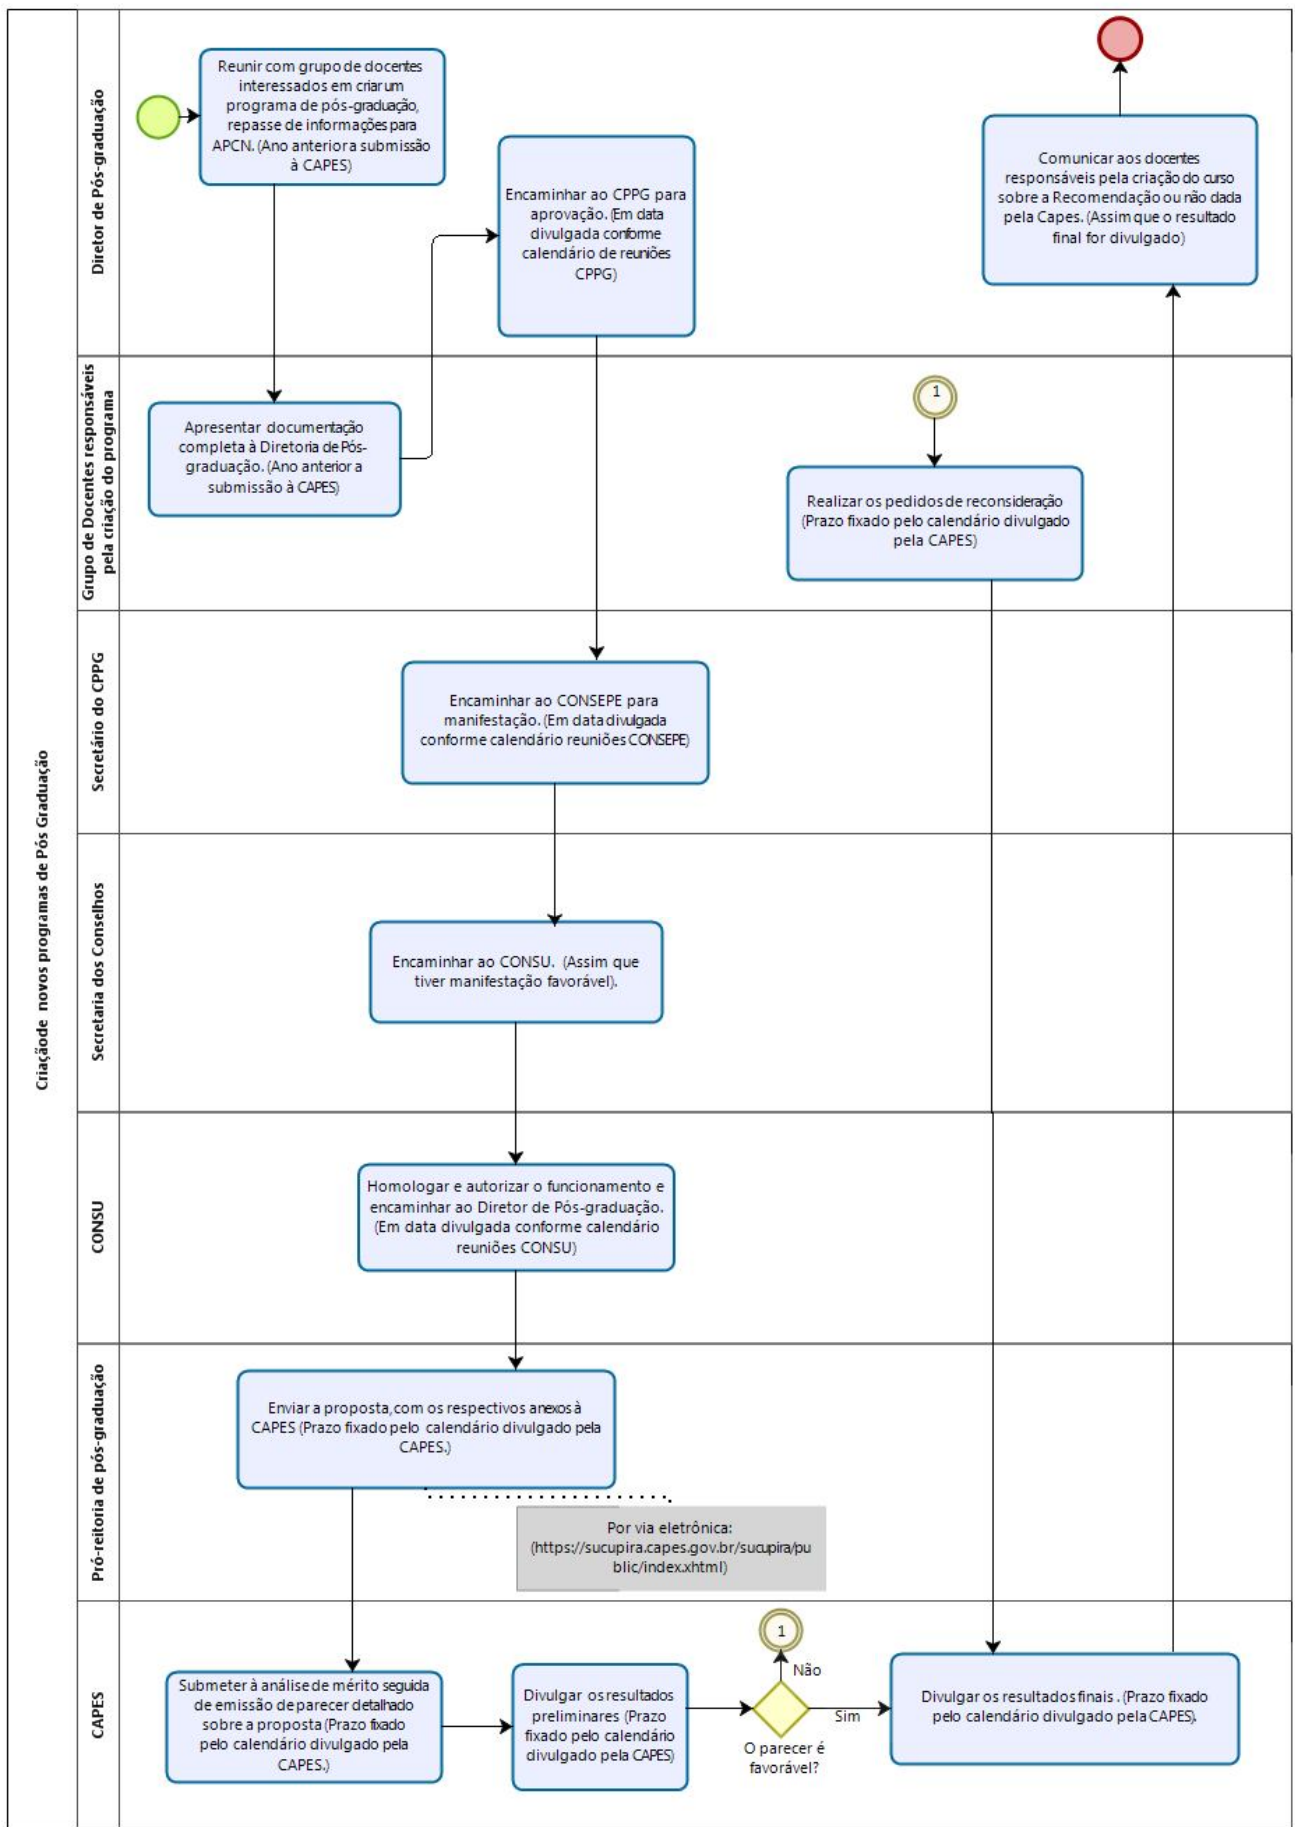 Criaçãode novos programas de Pós Graduação
Diretor de Pós-graduação
Reunir com grupo de docentes
interessados em criar um
programa de pós-graduação,
repasse de informações para
APCN. (Ano anterior a submissão
à CAPES)
Encaminhar ao CPPG para
aprovação. (Em data
divulgada conforme
calendário de reuniões
CPPG)
Comunicar aos docentes
responsáveis pela criação do curso
sobre a Recomendação ou não dada
pela Capes. (Assim que o resultado
final for divulgado)
Grupo de Docentes responsáveis
pela criação do programa
Apresentar documentação
completa à Diretoria de Pós-
graduação. (Ano anterior a
submissão à CAPES)
1
Realizar os pedidos de reconsideração
(Prazo fixado pelo calendário divulgado
pela CAPES)
Secretário do CPPG
Encaminhar ao CONSEPE para
manifestação. (Em data divulgada
conforme calendário reuniões CONSEPE)
Secretaria dos Conselhos
Encaminhar ao CONSU. (Assim que
tiver manifestação favorável).
CONSU
Homologar e autorizar o funcionamento e
encaminhar ao Diretor de Pós-graduação.
(Em data divulgada conforme calendário
reuniões CONSU)
Pró-reitoria de pós-graduação
Enviar a proposta, com os respectivos anexos à
CAPES (Prazo fixado pelo calendário divulgado pela
CAPES.)
Por via eletrônica:
(https://sucupira.capes.gov.br/sucupira/pu
blic/index.xhtml)
CAPES
Submeter à análise de mérito seguida
de emissão de parecer detalhado
sobre a proposta (Prazo fixado
pelo calendário divulgado pela
CAPES.)
Divulgar os resultados
preliminares (Prazo
fixado pelo calendário
divulgado pela CAPES)
1
Não
Sim
O parecer é
favorável?
Divulgar os resultados finais . (Prazo fixado
pelo calendário divulgado pela CAPES).